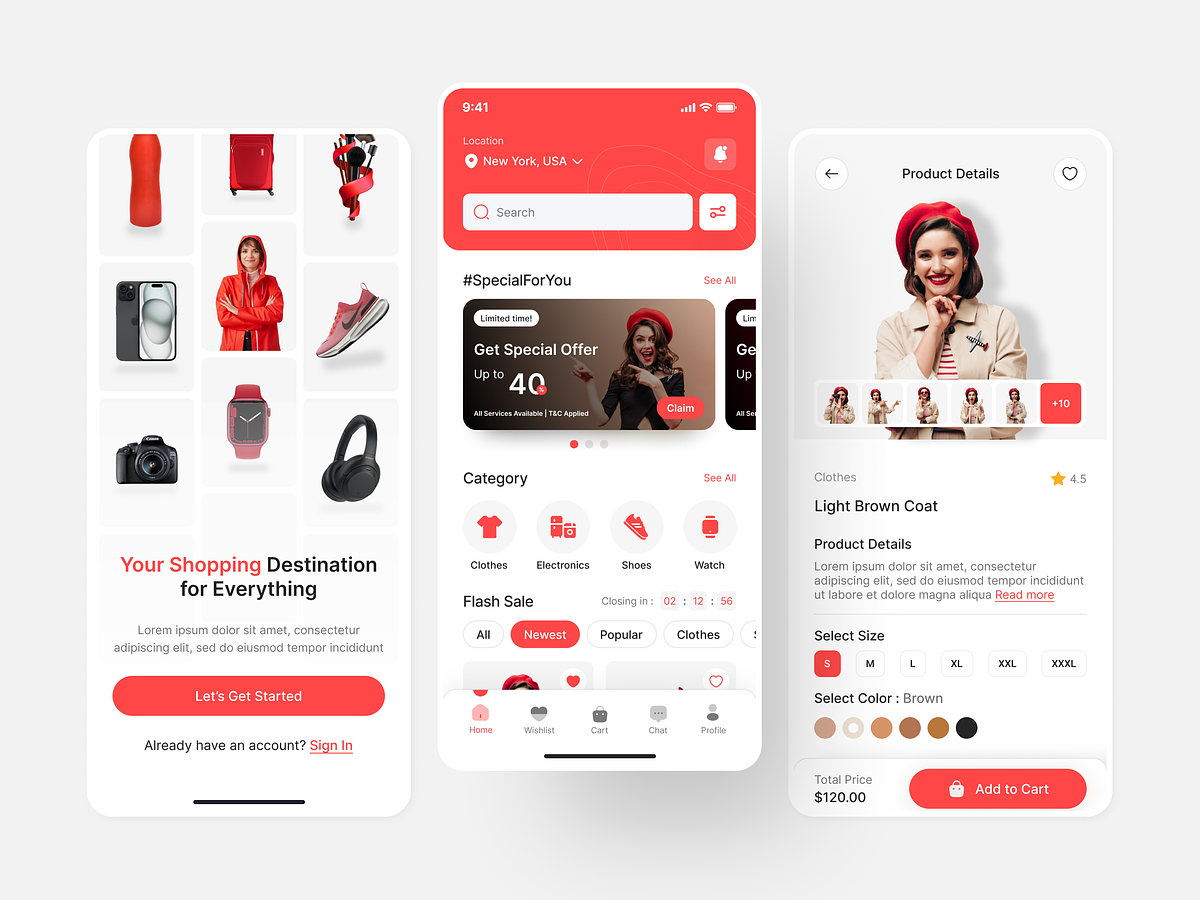 Your Shopping Destination
for Everything
Lorem ipsum dolor sit amet, consectetur
adipiscing elit, sed do eiusmod tempor incididunt
Let's Get Started
Already have an account? Sign In
9:41
Location
New York, USA
Search
#SpecialForYou
See All
Limited time!
Get Special Offer
Up to 40%
All Services Available | T&C Applied
Claim
Lim
Ge
Up
All Se
Category
See All
Clothes
Electronics
Shoes
Watch
Flash Sale
Closing in : 02 : 12 : 56
All
Newest
Popular
Clothes
Home
Wishlist
Cart
Chat
Profile
Product Details
+10
Clothes
4.5
Light Brown Coat
Product Details
Lorem ipsum dolor sit amet, consectetur
adipiscing elit, sed do eiusmod tempor incididunt
ut labore et dolore magna aliqua Read more
Select Size
S
M
L
XL
XXL
XXXL
Select Color : Brown
Total Price
$120.00
Add to Cart